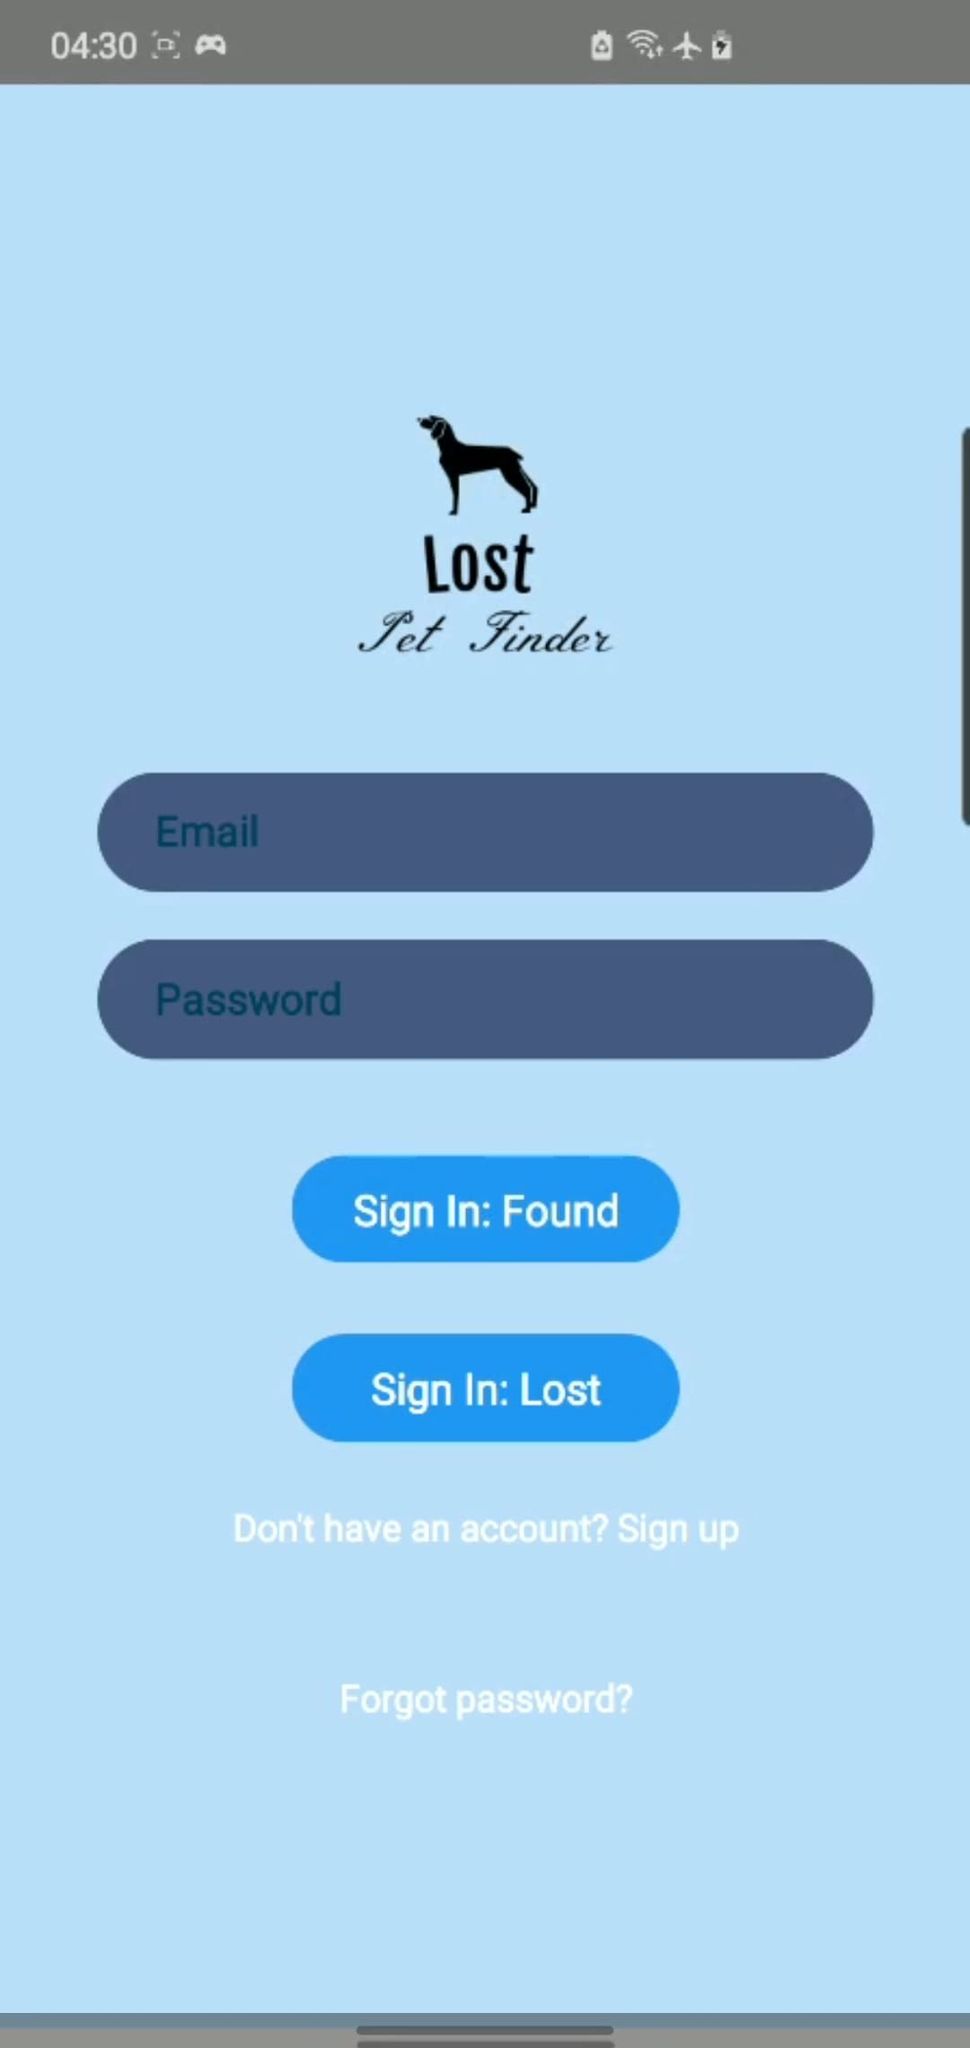 04:30
Lost
Pet Finder
Email
Password
Sign In: Found
Sign In: Lost
Don't have an account? Sign up
Forgot password?